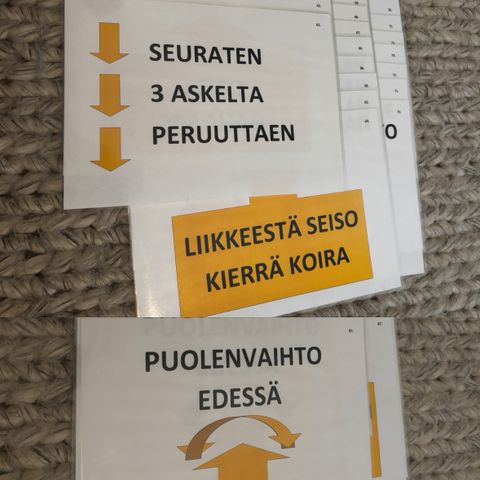 SEURATEN
3 ASKELTA
PERUUTTAEN
LIIKKEESTÄ SEISO
KIERRÄ KOIRA
PUOLENVAIHTO
EDESSÄ